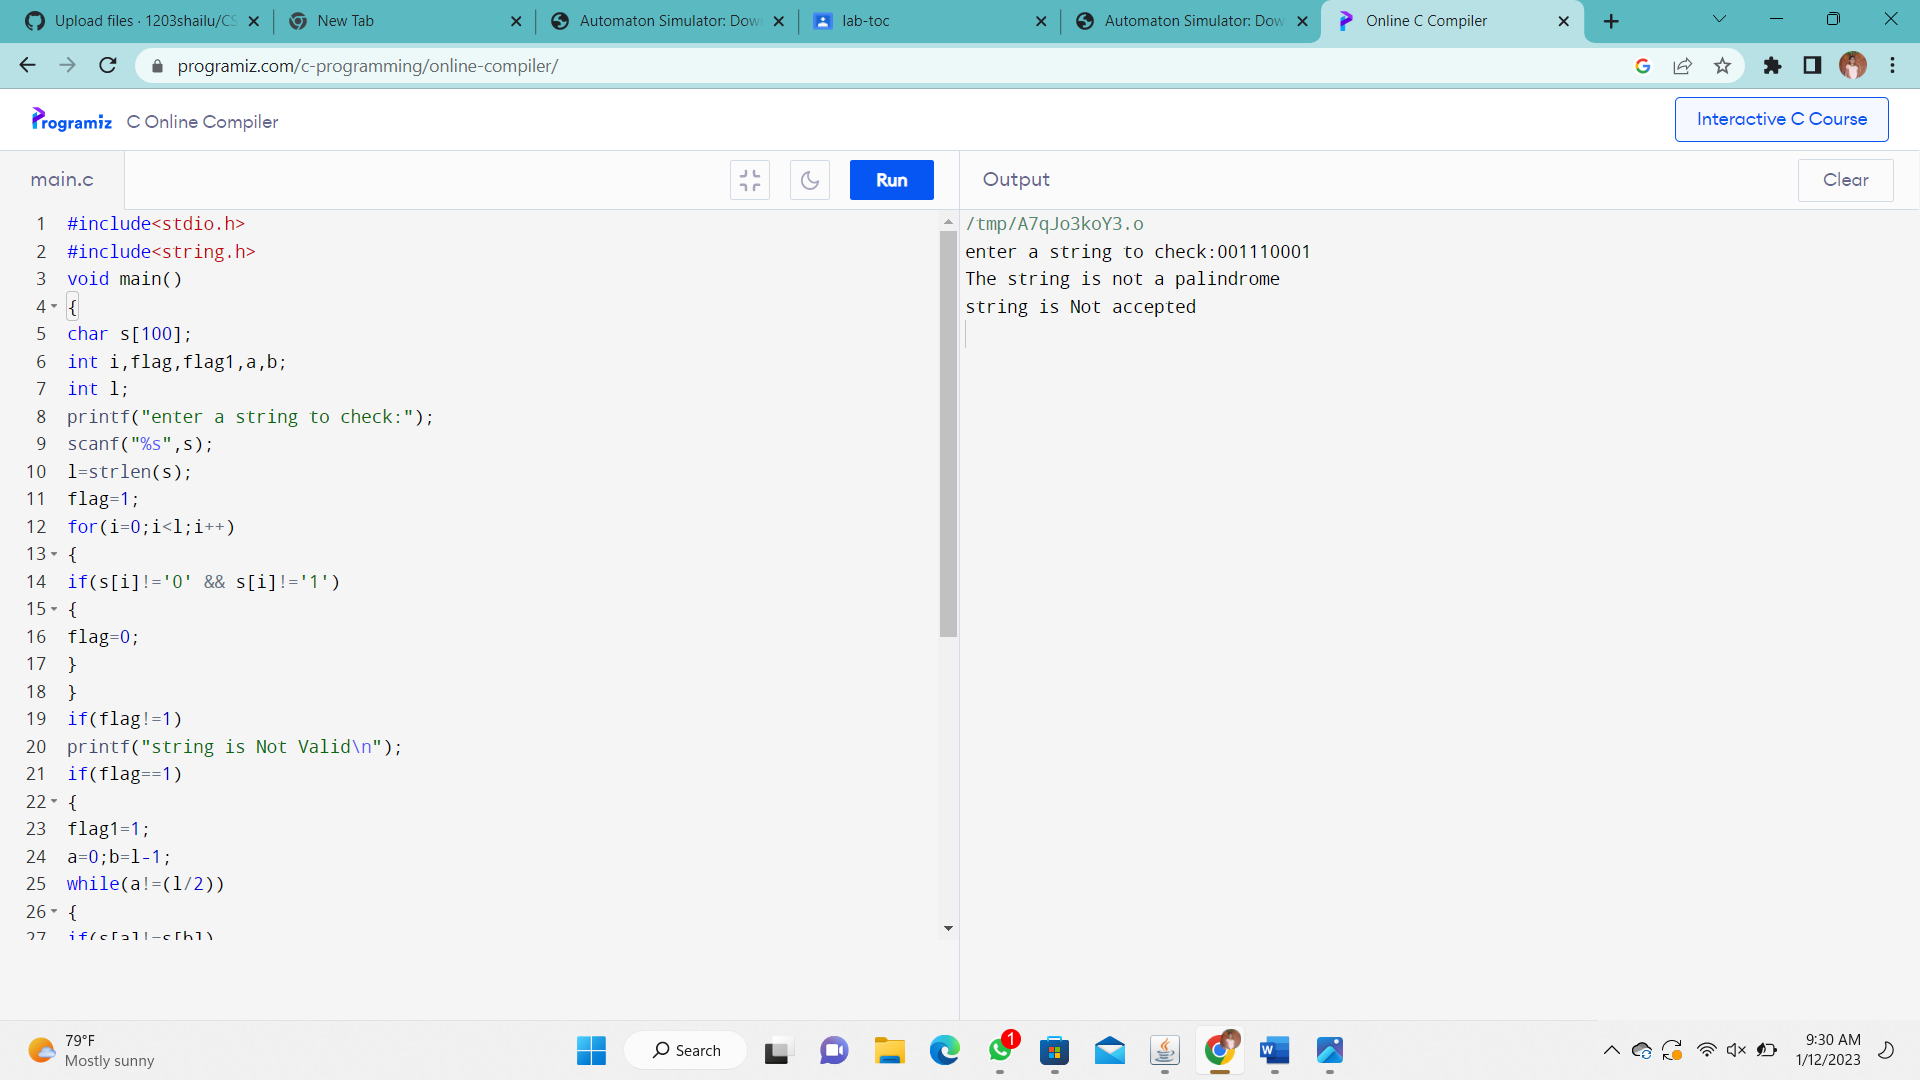 Upload files · 1203shailu/CS
New Tab
Automaton Simulator: Dow
lab-toc
Automaton Simulator: Dow
Online C Compiler
programiz.com/c-programming/online-compiler/
Programiz C Online Compiler
Interactive C Course
main.c
Run
Output
Clear
1 #include<stdio.h>
2 #include<string.h>
3 void main()
4 {
5 char s[100];
6 int i,flag,flag1,a,b;
7 int l;
8 printf("enter a string to check:");
9 scanf("%s",s);
10 l=strlen(s);
11 flag=1;
12 for(i=0;i<l;i++)
13 {
14 if(s[i]!='0' && s[i]!='1')
15 {
16 flag=0;
17 }
18 }
19 if(flag!=1)
20 printf("string is Not Valid\n");
21 if(flag==1)
22 {
23 flag1=1;
24 a=0;b=l-1;
25 while(a!=(l/2))
26 {
27 if(s[a]!=s[b])
/tmp/A7qJo3koY3.o
enter a string to check:001110001
The string is not a palindrome
string is Not accepted
79°F
Mostly sunny
Search
1
9:30 AM
1/12/2023